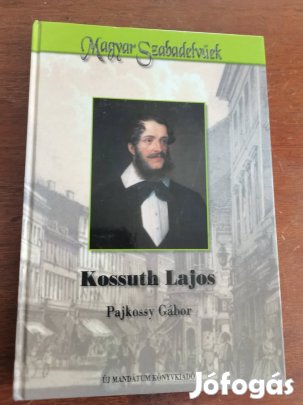 Magyar Szabadelvűek
Kossuth Lajos
Pajkossy Gábor
ÚJ MANDÁTUM KÖNYVKIADÓ
Jófogás